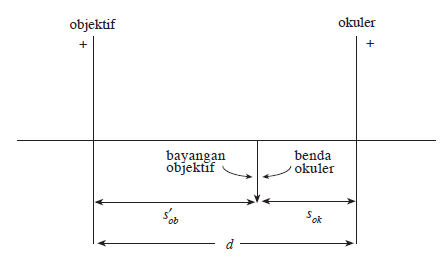 objektif
okuler
+
+
bayangan
objektif
benda
okuler
s'ob
sok
d